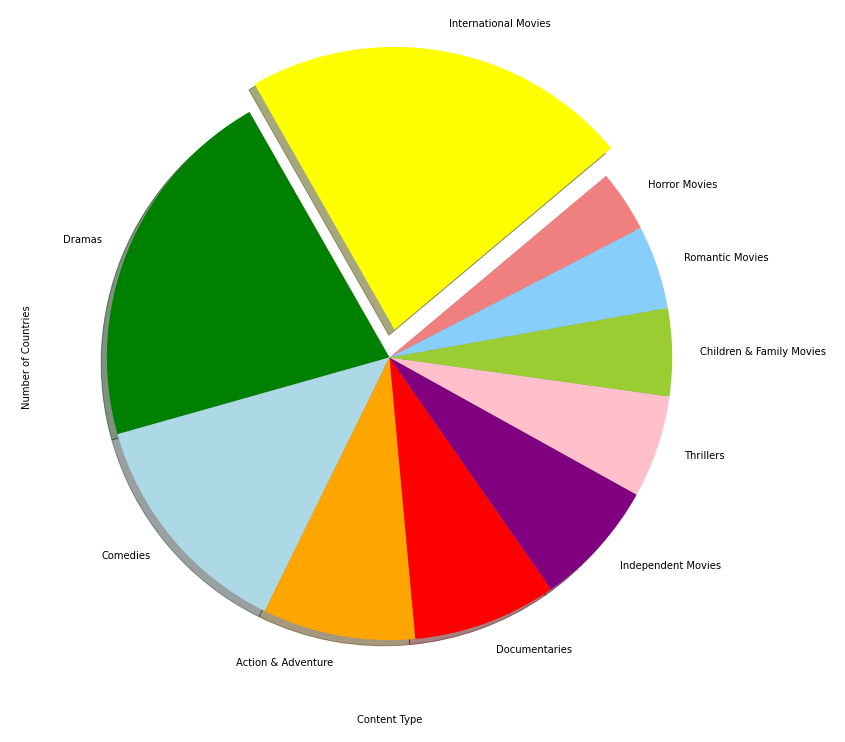 International Movies
Horror Movies
Dramas
Romantic Movies
Number of Countries
Children & Family Movies
Thrillers
Comedies
Independent Movies
Documentaries
Action & Adventure
Content Type